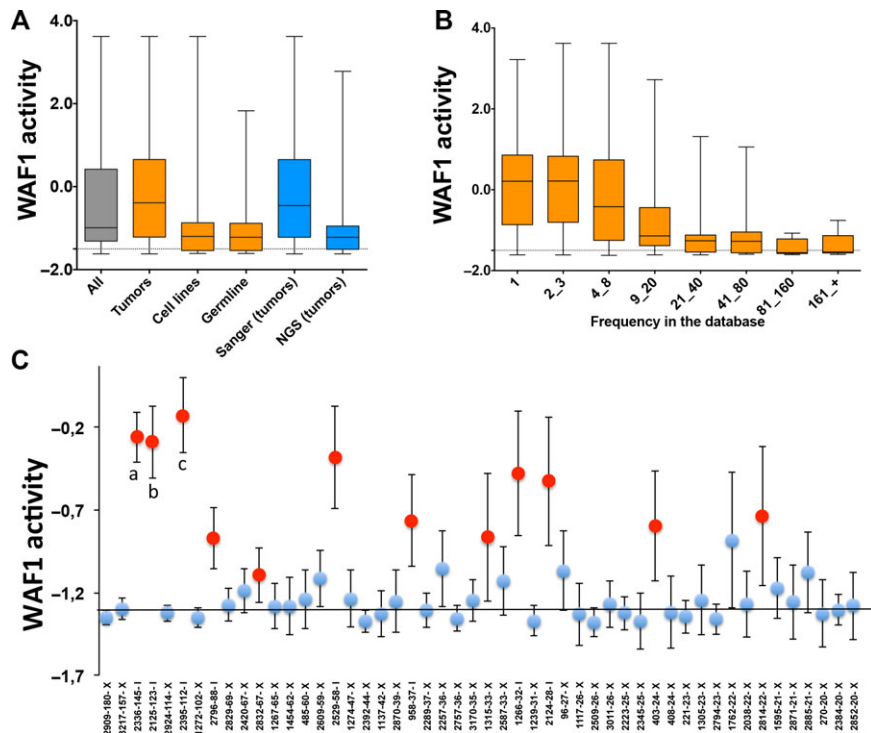 A
WAF1 activity
4.0
2.0
0.0
−2.0
All
Tumors
Cell lines
Germline
Sanger (tumors)
NGS (tumors)
B
WAF1 activity
4.0
2.0
0.0
−2.0
1
2_3
4_8
9_20
21_40
41_80
81_160
161_+
Frequency in the database
C
WAF1 activity
−0,2
−0,7
−1,2
−1,7
a
b
c
2909-180- X
3217-157- X
2336-145- I
2125-123- I
2924-114- X
2395-112- I
1272-102- X
2796-88- I
2829-69- X
2420-67- X
2832-67- X
1267-65- X
1454-62- X
485-60- X
2609-59- X
2529-58- I
1274-47- X
2392-44- X
1137-42- X
2870-39- X
958-37- I
2289-37- X
2257-36- X
2757-36- X
3170-35- X
1315-33- X
2587-33- X
1266-32- I
1239-31- X
2124-28- I
96-27- X
1117-26- X
2509-26- X
3011-26- X
2223-25- X
2345-25- X
403-24- X
408-24- X
221-23- X
1305-23- X
2794-23- X
1762-22- X
2038-22- X
2814-22- X
1595-21- X
2871-21- X
2885-21- X
270-20- X
2384-20- X
2852-20- X